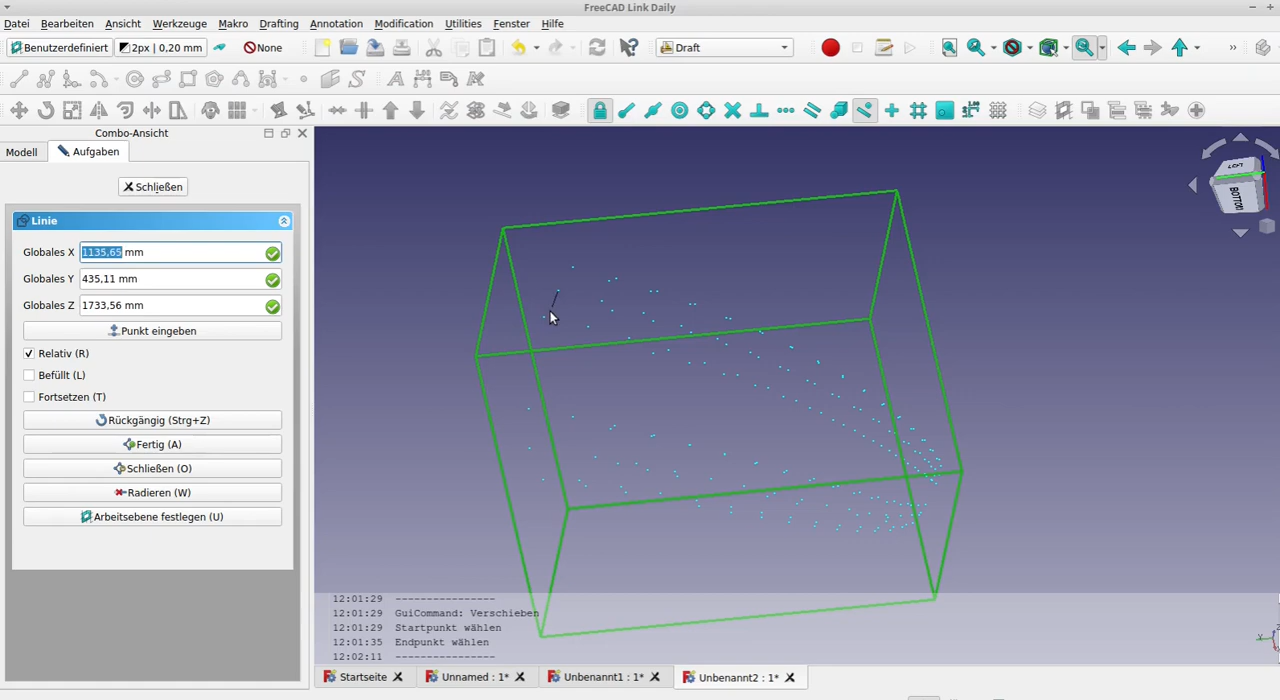 FreeCAD Link Daily
Datei Bearbeiten Ansicht Werkzeuge Makro Drafting Annotation Modification Utilities Fenster Hilfe
Benutzerdefiniert 2px | 0,20 mm None Draft »
Combo-Ansicht
Modell Aufgaben
Schließen
Linie
Globales X 1135,65 mm
Globales Y 435,11 mm
Globales Z 1733,56 mm
Punkt eingeben
Relativ (R)
Befüllt (L)
Fortsetzen (T)
Rückgängig (Strg+Z)
Fertig (A)
Schließen (O)
Radieren (W)
Arbeitsebene festlegen (U)
LEFT
BOTTOM
12:01:29 ----------------
12:01:29 GuiCommand: Verschieben
12:01:29 Startpunkt wählen
12:01:35 Endpunkt wählen
12:02:11 ----------------
Y Z
Startseite Unnamed : 1* Unbenannt1 : 1* Unbenannt2 : 1*